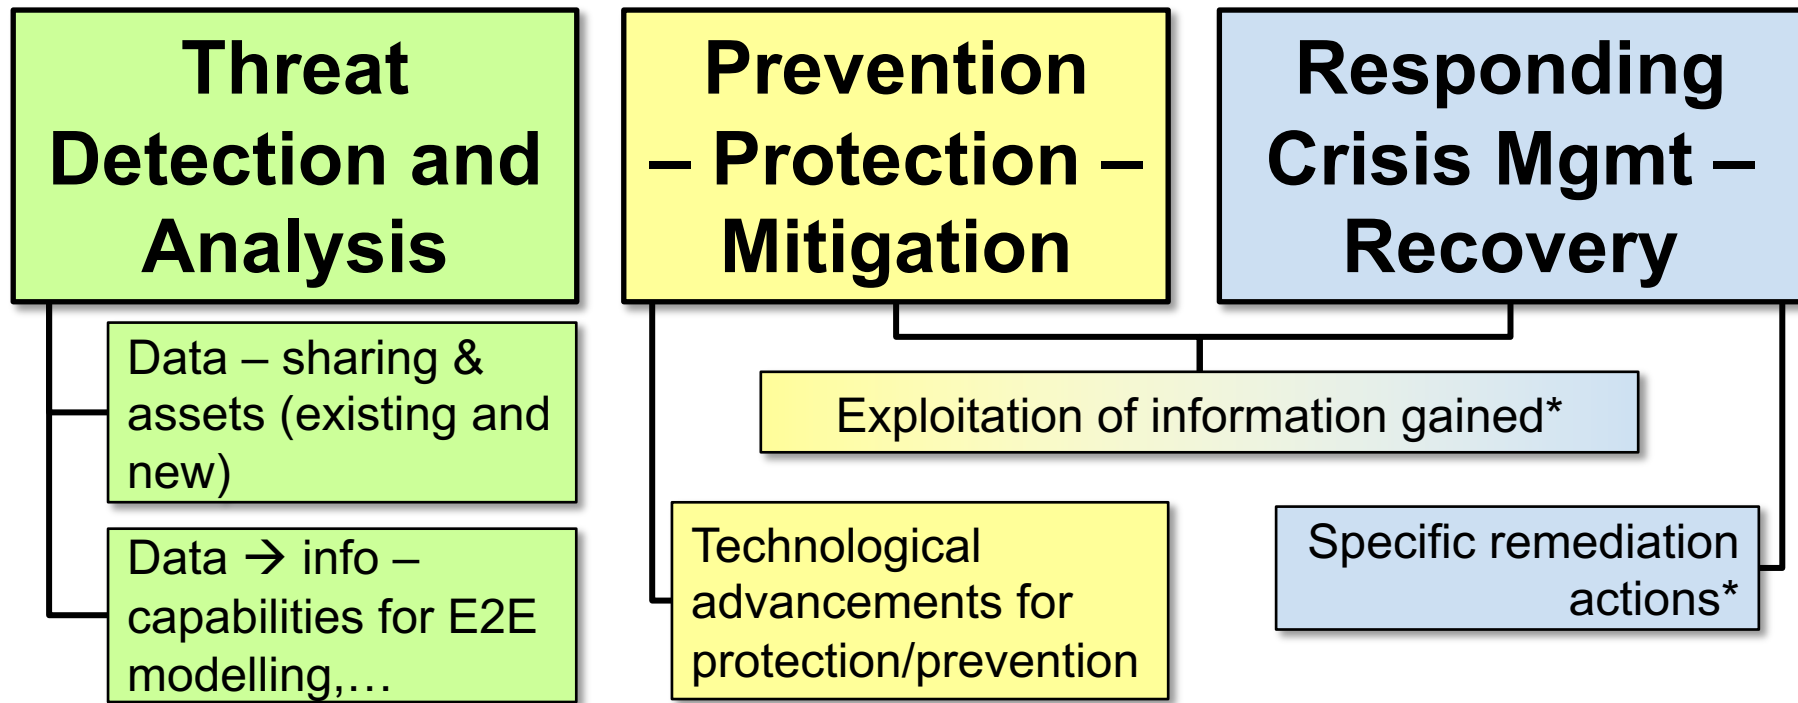 Threat
Detection and
Analysis
Prevention
– Protection –
Mitigation
Responding
Crisis Mgmt –
Recovery
Data – sharing &
assets (existing and
new)
Data → info –
capabilities for E2E
modelling,…
Exploitation of information gained*
Technological
advancements for
protection/prevention
Specific remediation
actions*